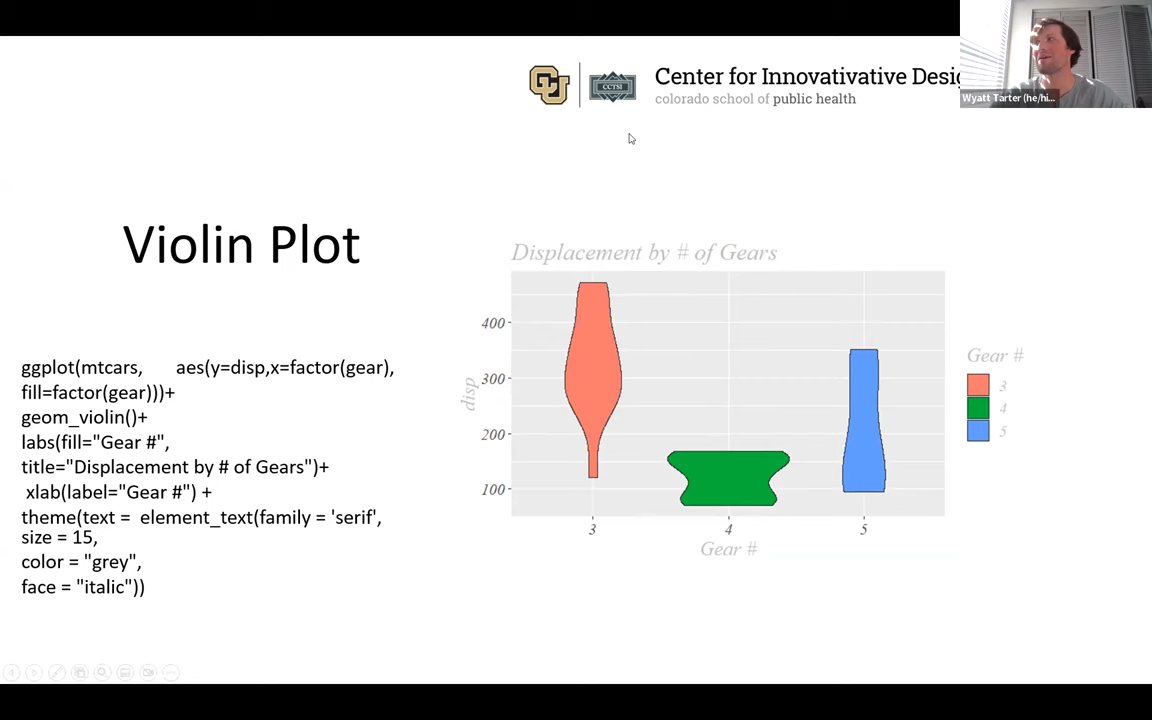 CU
CCTSI
Center for Innovativative Desig
colorado school of public health
Wyatt Tarter (he/hi...
Violin Plot
ggplot(mtcars, aes(y=disp,x=factor(gear),
fill=factor(gear)))+
geom_violin()+
labs(fill="Gear #",
title="Displacement by # of Gears")+
xlab(label="Gear #") +
theme(text = element_text(family = 'serif',
size = 15,
color = "grey",
face = "italic"))
Displacement by # of Gears
disp
400
300
200
100
3 4 5
Gear #
Gear #
3
4
5